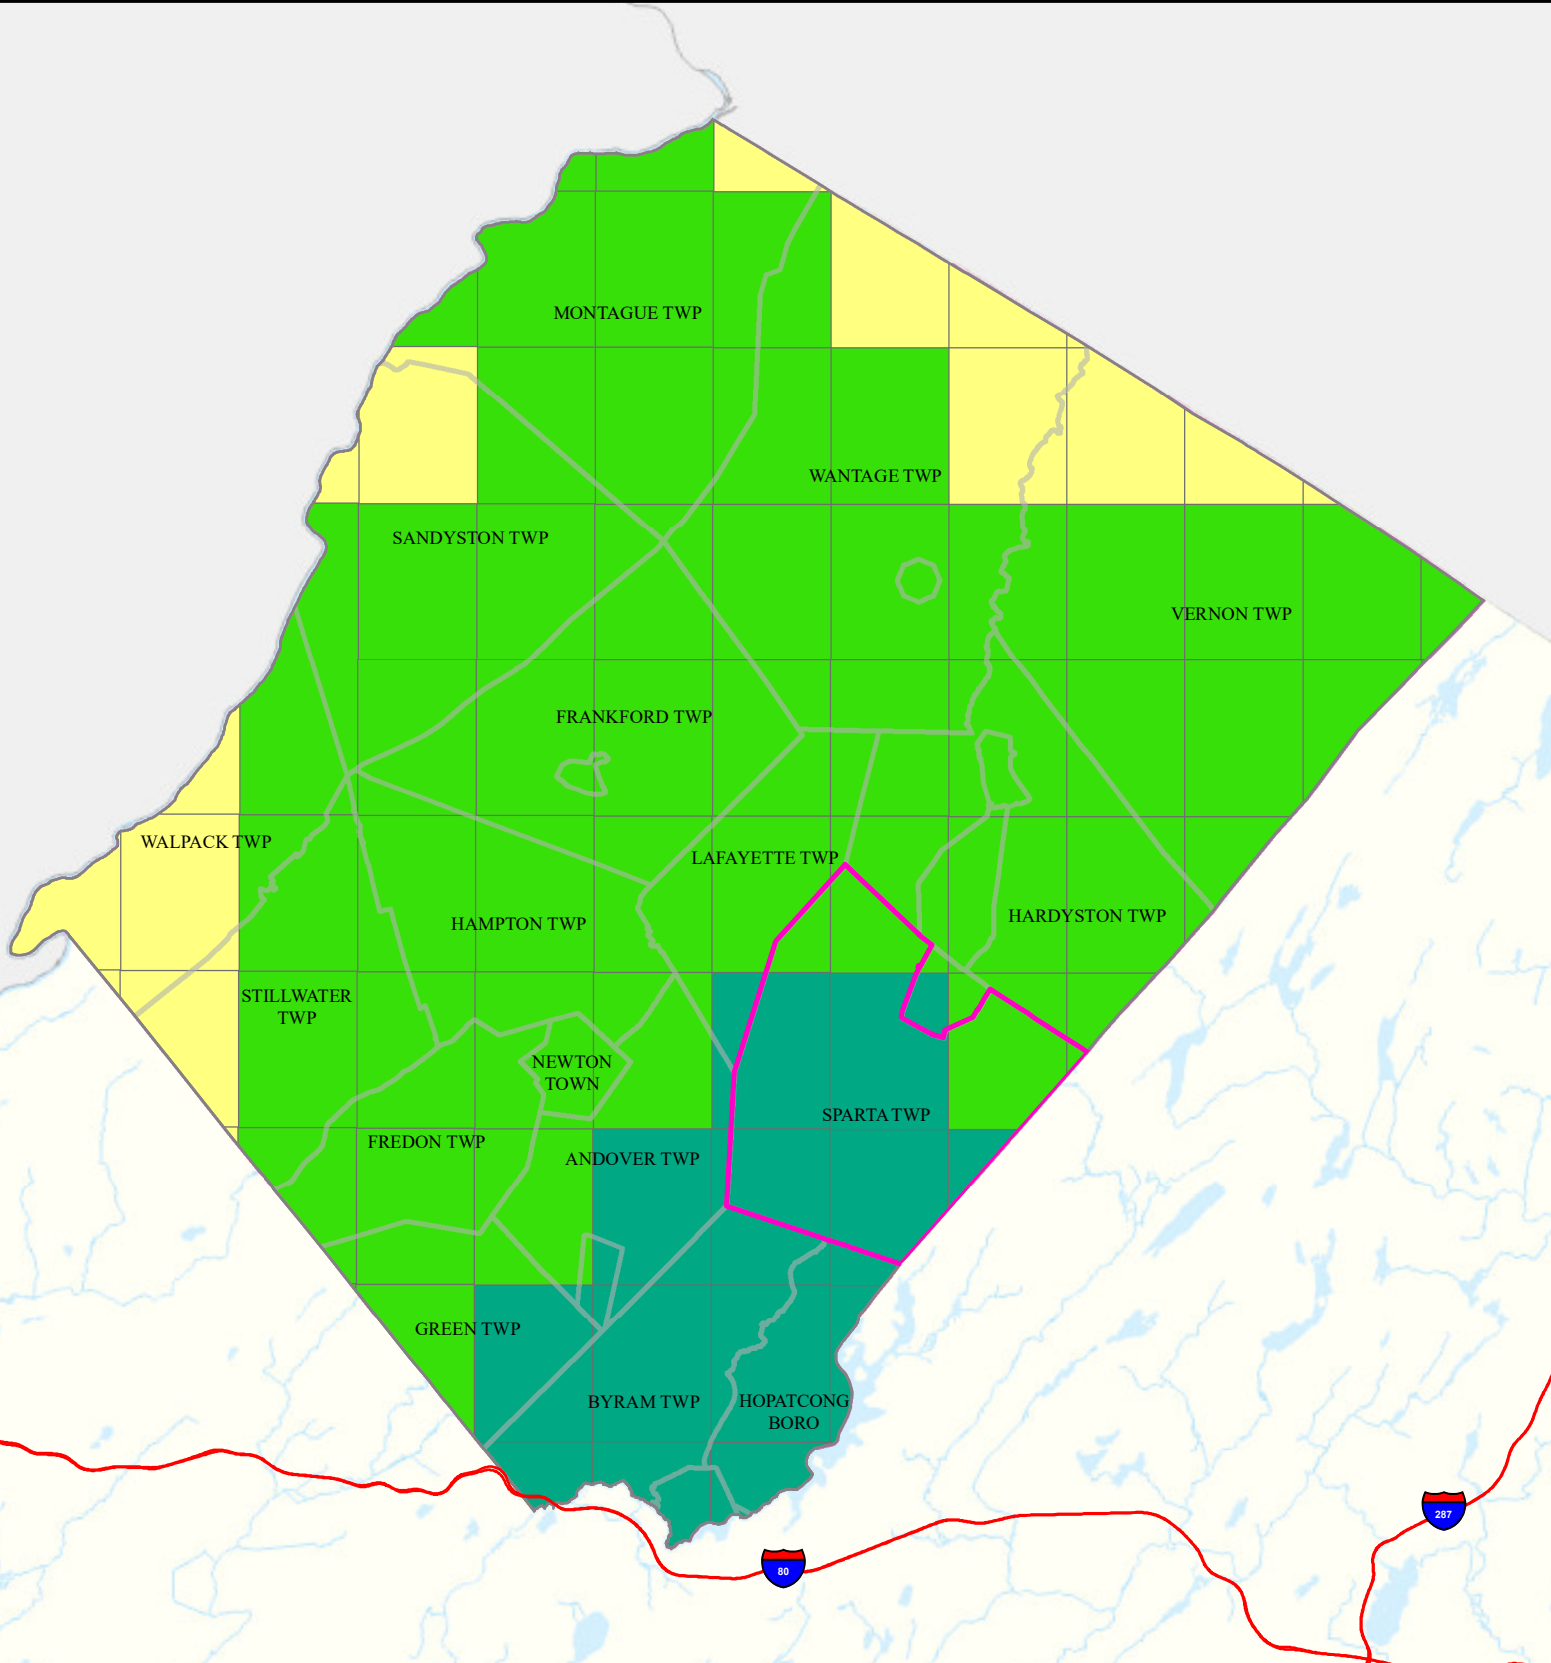 MONTAGUE TWP
WANTAGE TWP
SANDYSTON TWP
VERNON TWP
FRANKFORD TWP
WALPACK TWP
LAFAYETTE TWP
HARDYSTON TWP
HAMPTON TWP
STILLWATER
TWP
NEWTON
TOWN
SPARTA TWP
FREDON TWP
ANDOVER TWP
GREEN TWP
BYRAM TWP
HOPATCONG
BORO
287
80